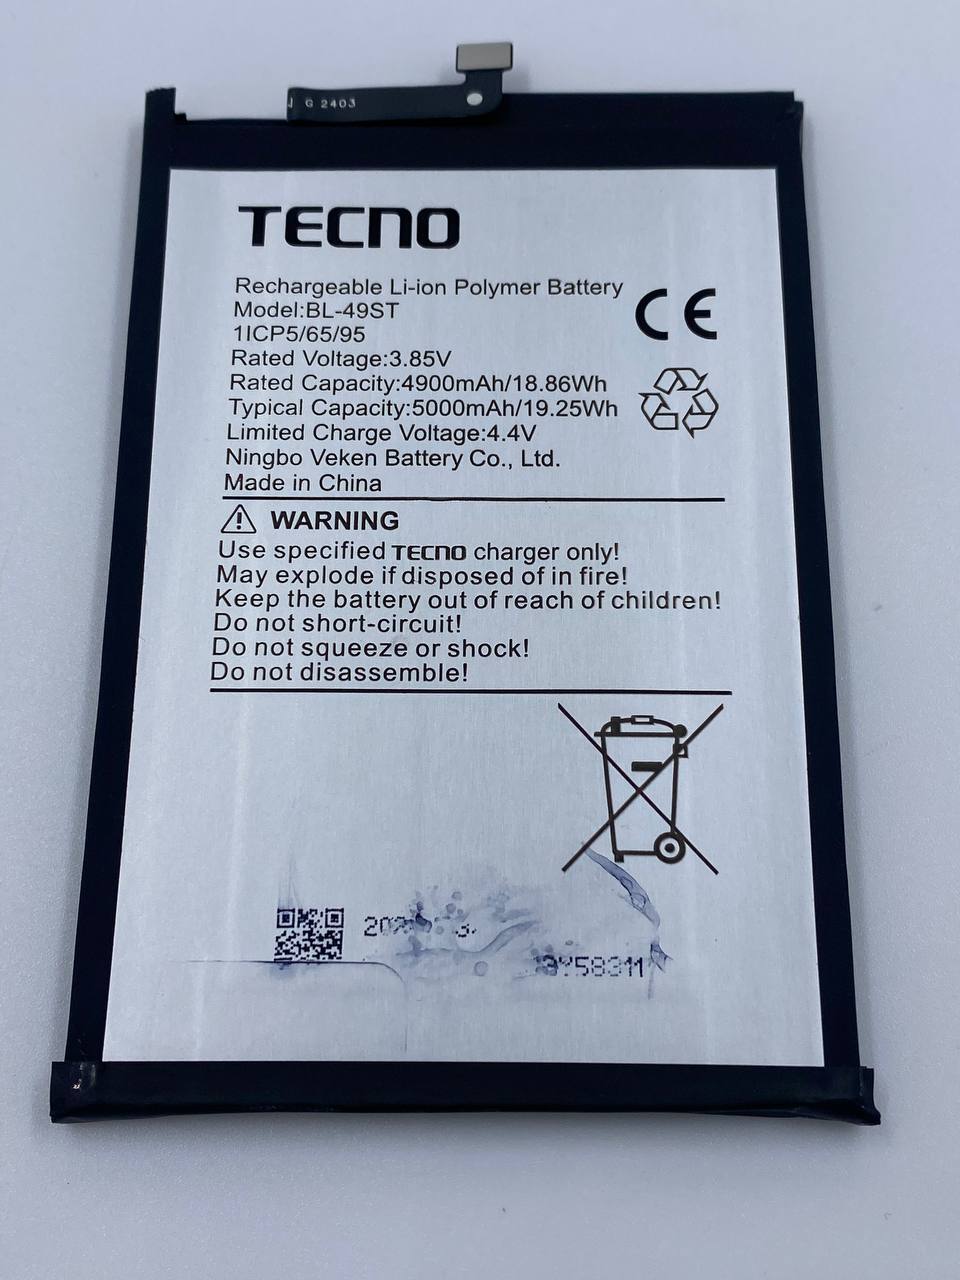 J G 2403
TECNO
Rechargeable Li-ion Polymer Battery
Model:BL-49ST
1ICP5/65/95
Rated Voltage:3.85V
Rated Capacity:4900mAh/18.86Wh
Typical Capacity:5000mAh/19.25Wh
Limited Charge Voltage:4.4V
Ningbo Veken Battery Co., Ltd.
Made in China
CE
WARNING
Use specified TECNO charger only!
May explode if disposed of in fire!
Keep the battery out of reach of children!
Do not short-circuit!
Do not squeeze or shock!
Do not disassemble!